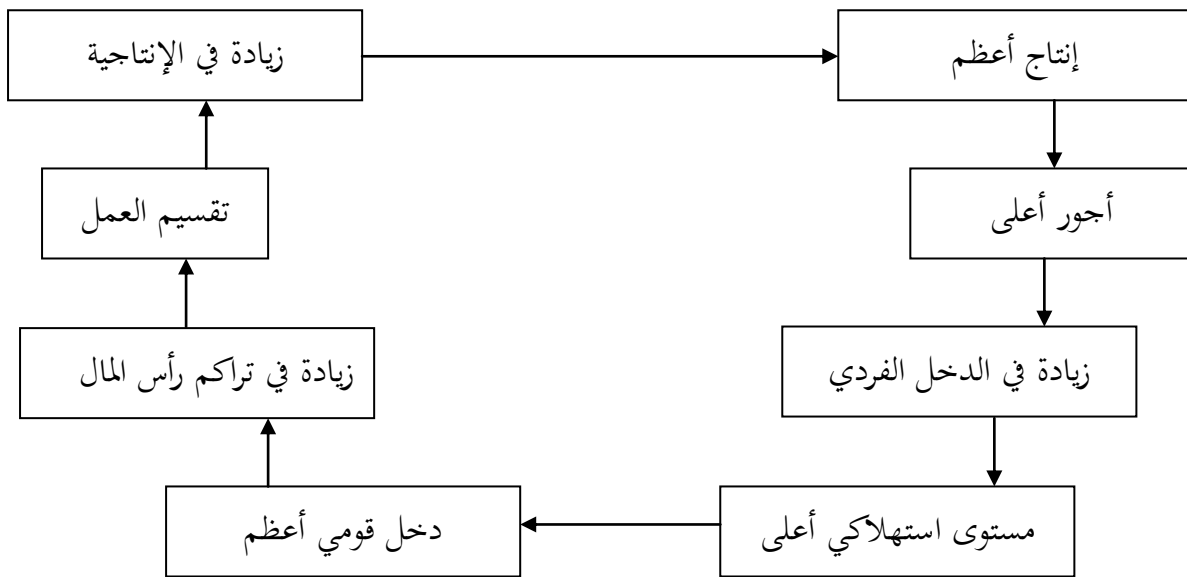 زيادة في الإنتاجية
إنتاج أعظم
تقسيم العمل
أجور أعلى
زيادة في تراكم رأس المال
زيادة في الدخل الفردي
دخل قومي أعظم
مستوى استهلاكي أعلى